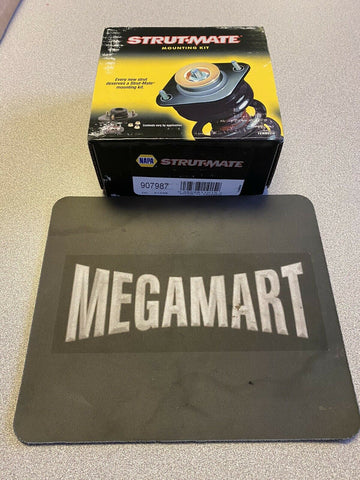 STRUT-MATE
MOUNTING KIT
Every new strut
deserves a Strut-Mate
mounting kit.
NAPA STRUT-MATE
907987
MEGAMART